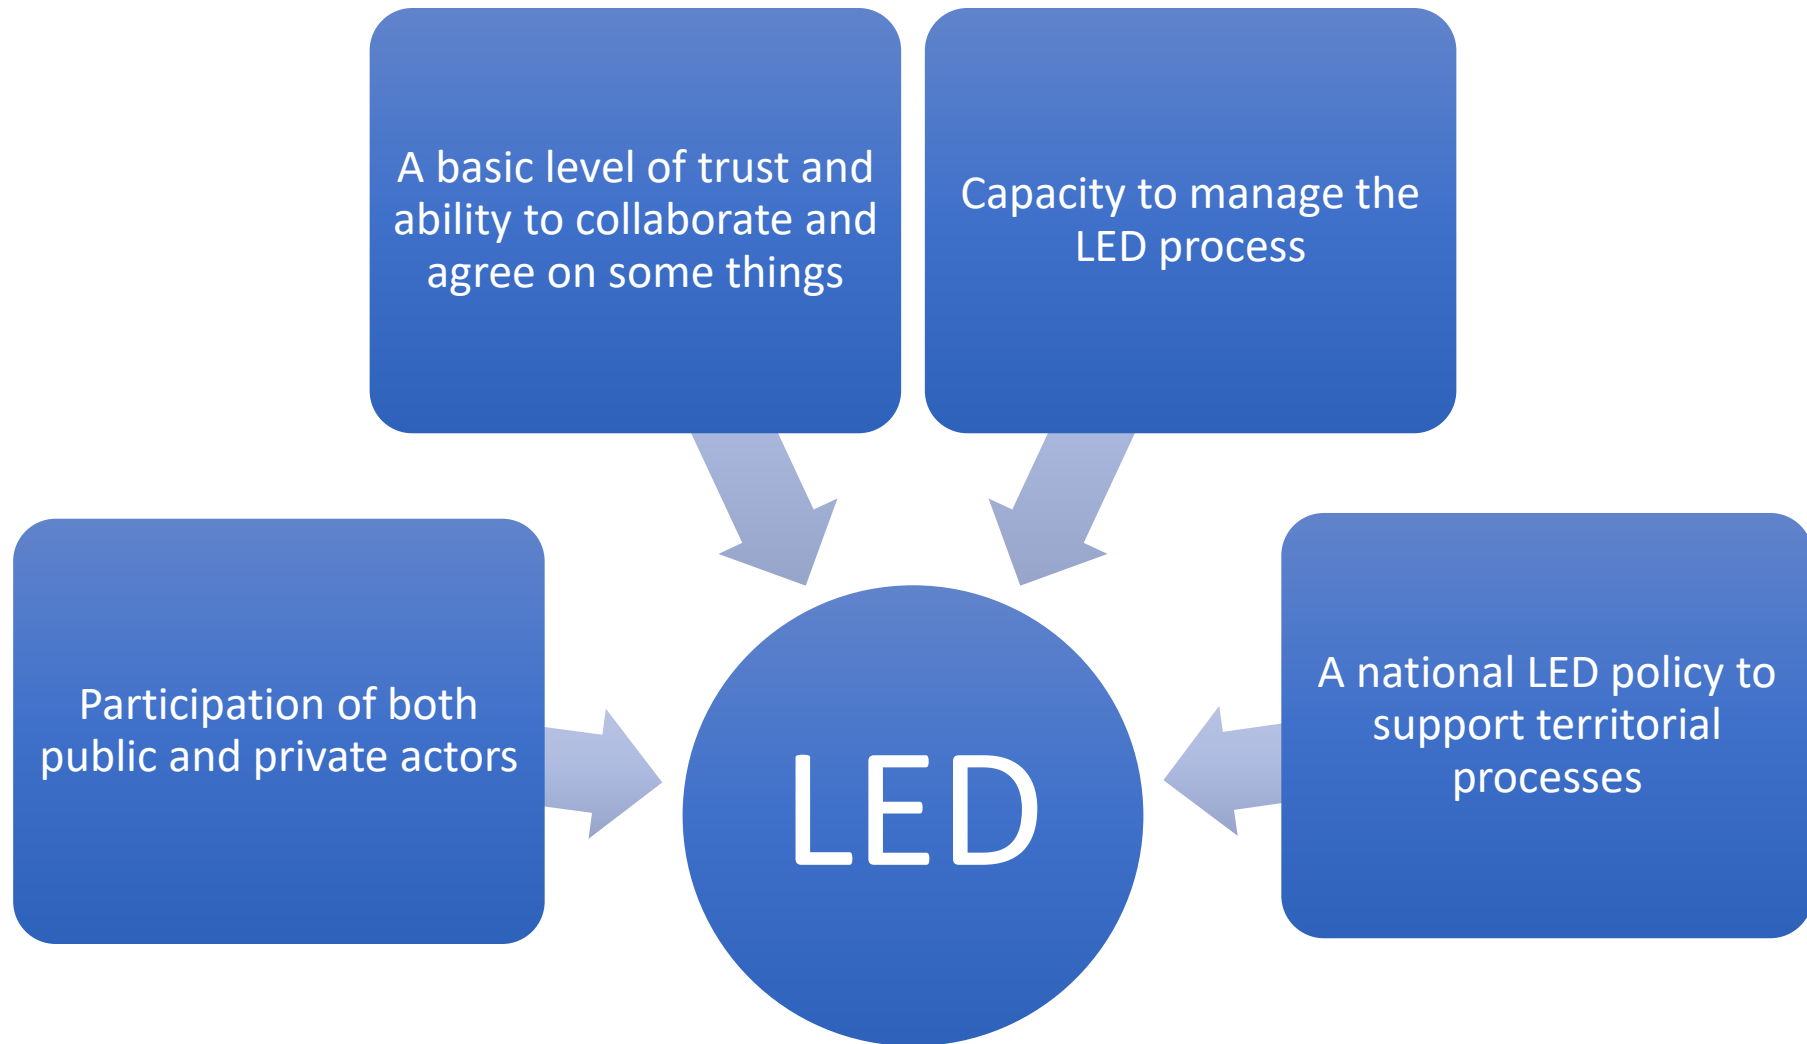 A basic level of trust and
ability to collaborate and
agree on some things
Capacity to manage the
LED process
Participation of both
public and private actors
LED
A national LED policy to
support territorial
processes